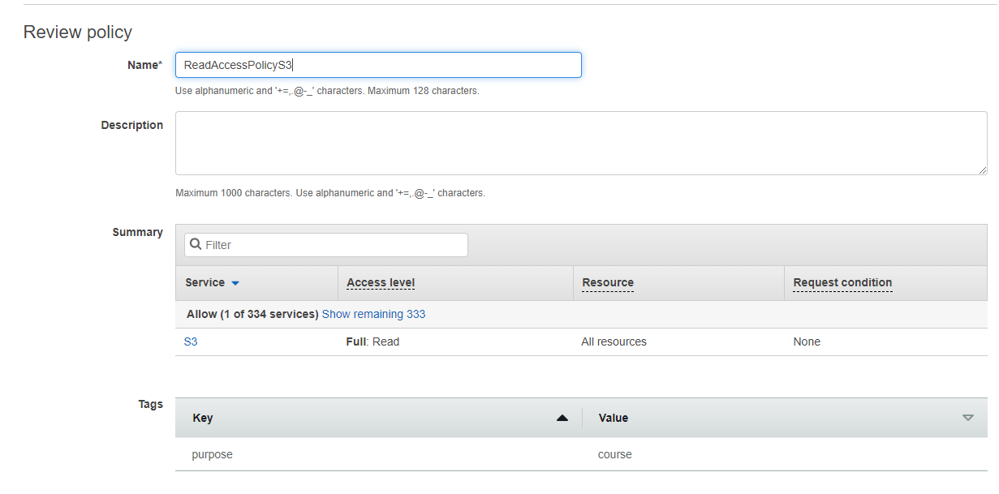 Review policy
Name* ReadAccessPolicyS3
Use alphanumeric and '+=,.@-_' characters. Maximum 128 characters.
Description
Maximum 1000 characters. Use alphanumeric and '+=,.@-_' characters.
Summary Filter
Service Access level Resource Request condition
Allow (1 of 334 services) Show remaining 333
S3 Full: Read All resources None
Tags Key Value
purpose course